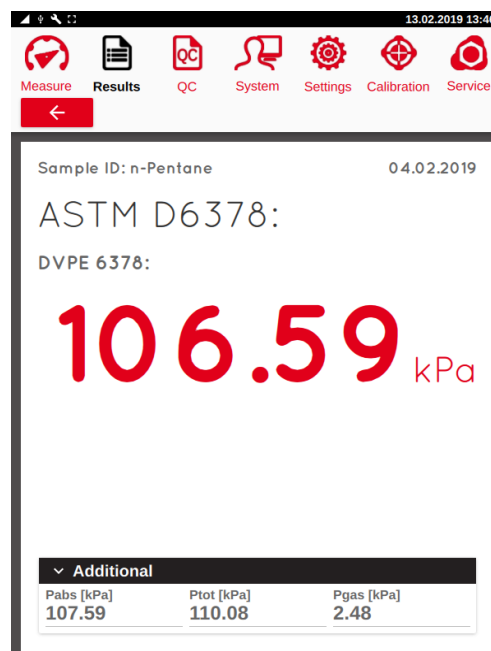 13.02.2019 13:40
Measure Results QC System Settings Calibration Service
Sample ID: n-Pentane 04.02.2019
ASTM D6378:
DVPE 6378:
106.59 kPa
Additional
Pabs [kPa] Ptot [kPa] Pgas [kPa]
107.59 110.08 2.48